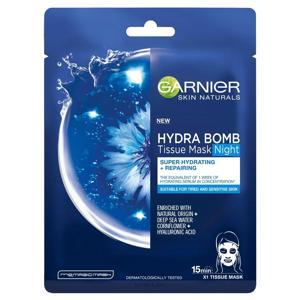 GARNIER
SKIN NATURALS
NEW
HYDRA BOMB
Tissue Mask Night
SUPER HYDRATING
+ REPAIRING
THE EQUIVALENT OF 1 WEEK OF
HYDRATING SERUM IN CONCENTRATION*
SUITABLE FOR TIRED AND SENSITIVE SKIN
ENRICHED WITH
NATURAL ORIGIN +
DEEP SEA WATER
CORNFLOWER +
HYALURONIC ACID
15min
X1 TISSUE MASK
DERMATOLOGICALLY TESTED